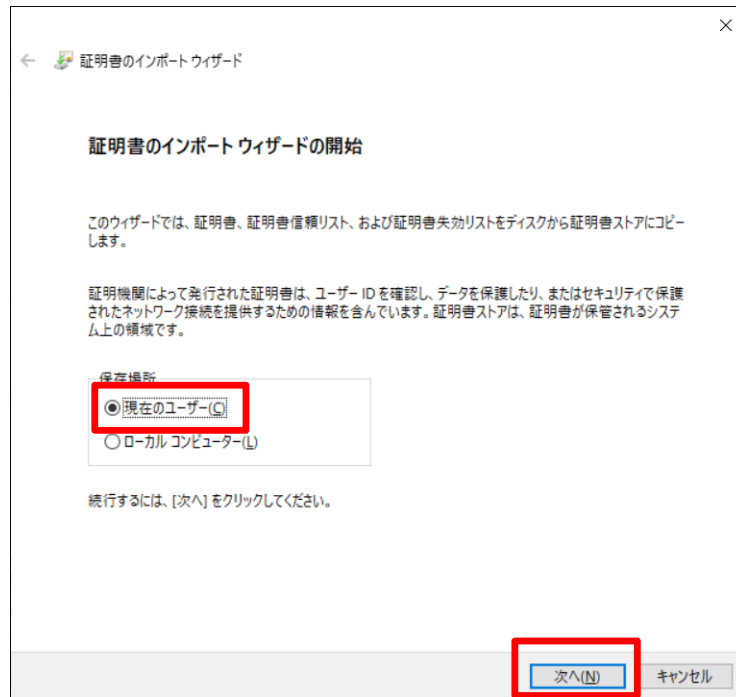 証明書のインポート ウィザード
証明書のインポート ウィザードの開始
このウィザードでは、証明書、証明書信頼リスト、および証明書失効リストをディスクから証明書ストアにコピー
します。
証明機関によって発行された証明書は、ユーザー ID を確認し、データを保護したり、またはセキュリティで保護
されたネットワーク接続を提供するための情報を含んでいます。証明書ストアは、証明書が保管されるシステ
ム上の領域です。
保存場所
現在のユーザー(C)
ローカル コンピューター(L)
続行するには、[次へ] をクリックしてください。
次へ(N)
キャンセル